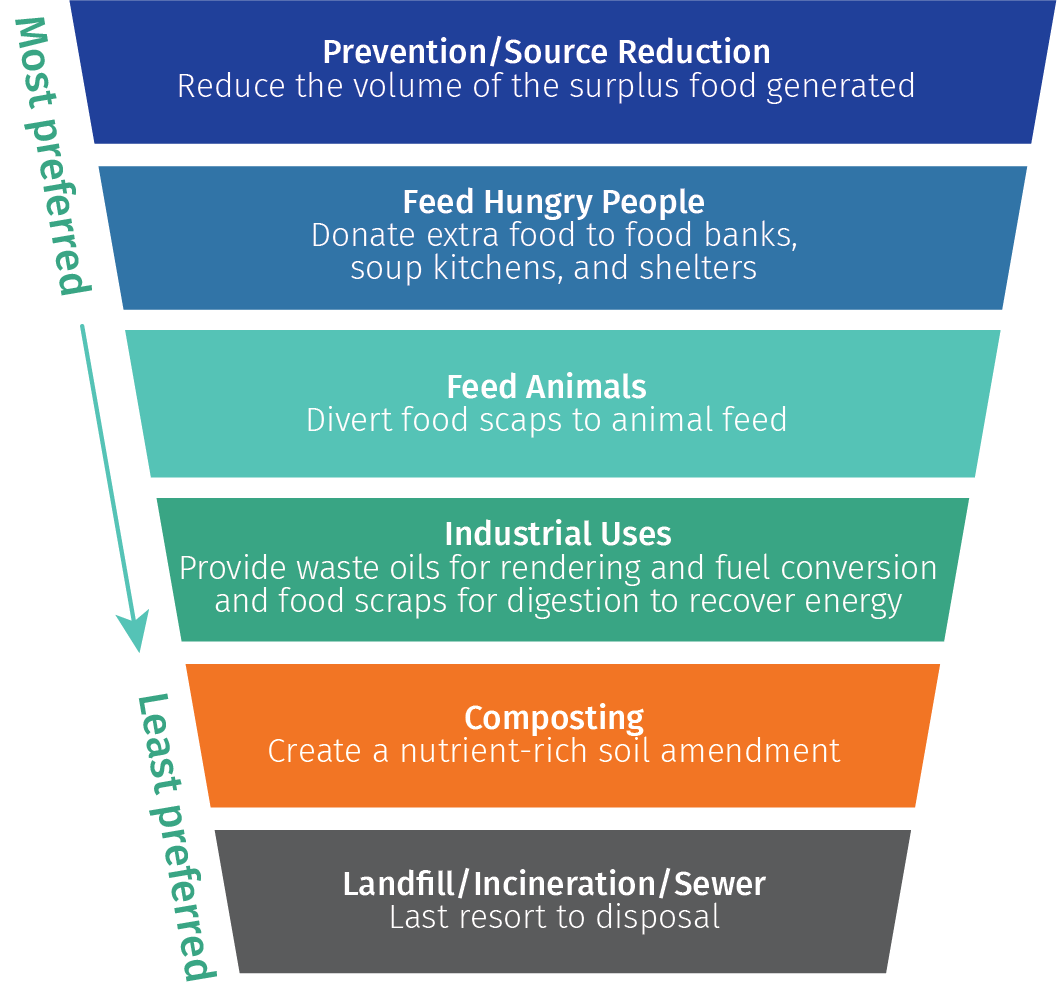 Most preferred
Prevention/Source Reduction
Reduce the volume of the surplus food generated
Feed Hungry People
Donate extra food to food banks,
soup kitchens, and shelters
Feed Animals
Divert food scaps to animal feed
Industrial Uses
Provide waste oils for rendering and fuel conversion
and food scraps for digestion to recover energy
Composting
Create a nutrient-rich soil amendment
Least preferred
Landfill/Incineration/Sewer
Last resort to disposal